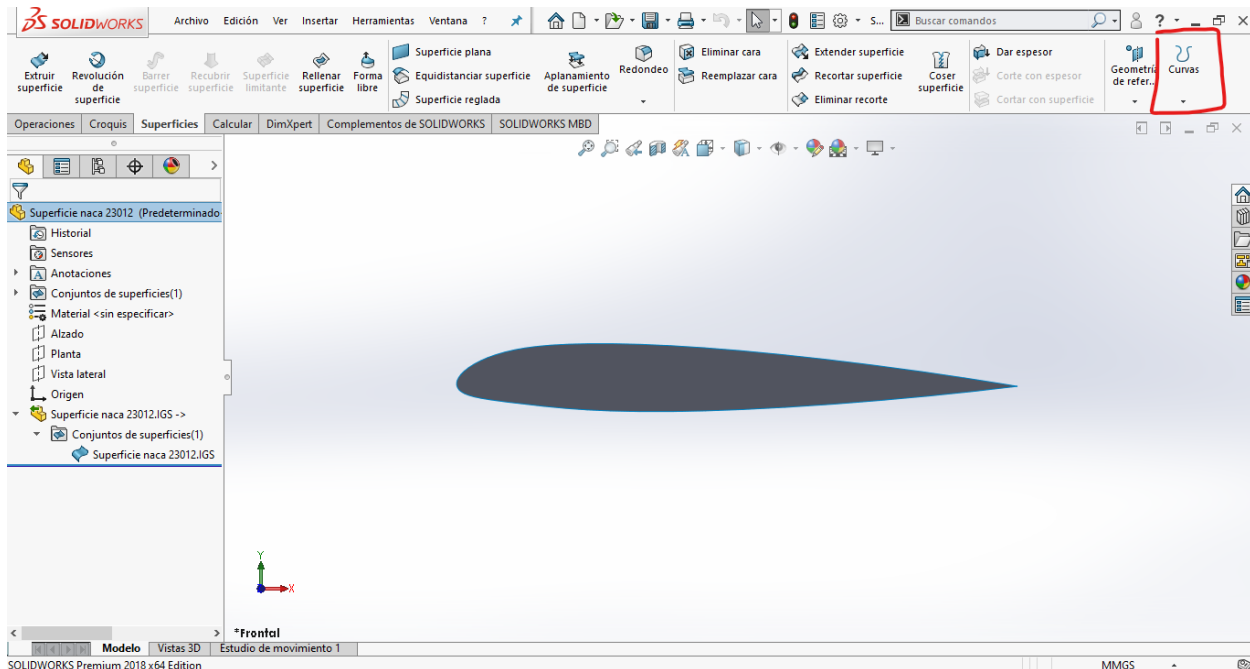 SOLIDWORKS Archivo Edición Ver Insertar Herramientas Ventana ? S... Buscar comandos ?
Extruir superficie
Revolución de superficie
Barrer superficie
Recubrir superficie
Superficie limitante
Rellenar superficie
Forma libre
Superficie plana
Equidistanciar superficie
Superficie reglada
Aplanamiento de superficie
Redondeo
Eliminar cara
Reemplazar cara
Extender superficie
Recortar superficie
Eliminar recorte
Coser superficie
Dar espesor
Corte con espesor
Cortar con superficie
Geometría de refer...
Curvas
Operaciones Croquis Superficies Calcular DimXpert Complementos de SOLIDWORKS SOLIDWORKS MBD
Superficie naca 23012 (Predeterminado
Historial
Sensores
Anotaciones
Conjuntos de superficies(1)
Material <sin especificar>
Alzado
Planta
Vista lateral
Origen
Superficie naca 23012.IGS ->
Conjuntos de superficies(1)
Superficie naca 23012.IGS
Y
X
*Frontal
Modelo Vistas 3D Estudio de movimiento 1
SOLIDWORKS Premium 2018 x64 Edition MMGS